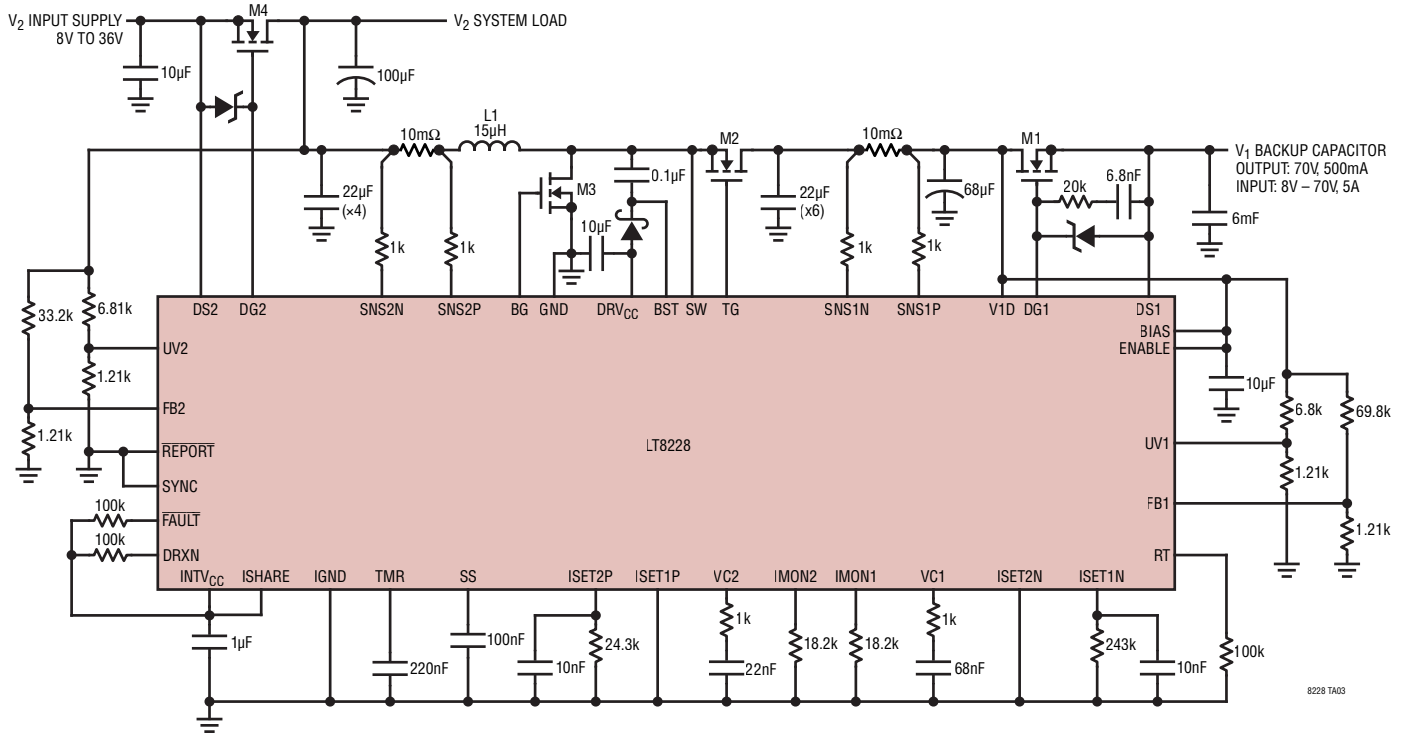 V2 INPUT SUPPLY
8V TO 36V
M4
V2 SYSTEM LOAD
10µF
100µF
10mΩ
L1
15µH
M2
10mΩ
M1
V1 BACKUP CAPACITOR
OUTPUT: 70V, 500mA
INPUT: 8V – 70V, 5A
22µF
(×4)
M3
0.1µF
22µF
(x6)
68µF
20k
6.8nF
6mF
1k
1k
10µF
1k
1k
33.2k
6.81k
DS2
DG2
SNS2N
SNS2P
BG
GND
DRVCC
BST
SW
TG
SNS1N
SNS1P
V1D
DG1
DS1
BIAS
ENABLE
UV2
1.21k
10µF
FB2
6.8k
69.8k
1.21k
REPORT
LT8228
UV1
1.21k
SYNC
FB1
100k
FAULT
1.21k
100k
DRXN
RT
INTVCC
ISHARE
IGND
TMR
SS
ISET2P
ISET1P
VC2
IMON2
IMON1
VC1
ISET2N
ISET1N
1µF
220nF
100nF
10nF
24.3k
1k
22nF
18.2k
18.2k
1k
68nF
243k
10nF
100k
8228 TA03